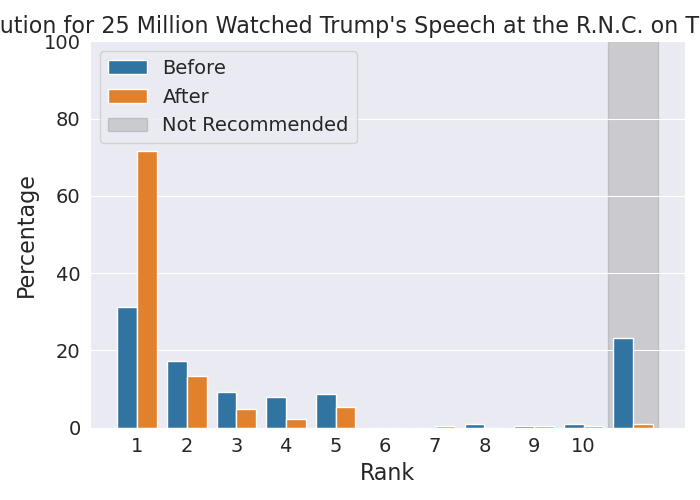 ution for 25 Million Watched Trump's Speech at the R.N.C. on T
100
80
60
40
20
0
Percentage
Before
After
Not Recommended
1 2 3 4 5 6 7 8 9 10
Rank